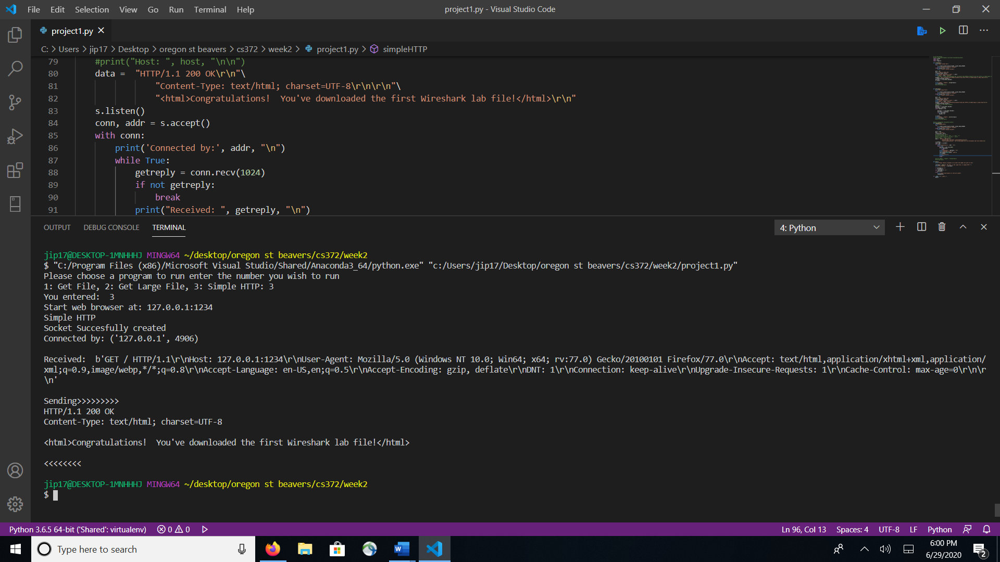 File Edit Selection View Go Run Terminal Help project1.py - Visual Studio Code
project1.py
C: > Users > jip17 > Desktop > oregon st beavers > cs372 > week2 > project1.py > simpleHTTP
79 #print("Host: ", host, "\n\n")
80 data =  "HTTP/1.1 200 OK\r\n"\
81 "Content-Type: text/html; charset=UTF-8\r\n\r\n"\
82 "<html>Congratulations!  You've downloaded the first Wireshark lab file!</html>\r\n"
83 s.listen()
84 conn, addr = s.accept()
85 with conn:
86 print('Connected by:', addr, "\n")
87 while True:
88 getreply = conn.recv(1024)
89 if not getreply:
90 break
91 print("Received: ", getreply, "\n")
OUTPUT DEBUG CONSOLE TERMINAL 4: Python
jip17@DESKTOP-1MNHHHJ MINGW64 ~/desktop/oregon st beavers/cs372/week2
$ "C:/Program Files (x86)/Microsoft Visual Studio/Shared/Anaconda3_64/python.exe" "c:/Users/jip17/Desktop/oregon st beavers/cs372/week2/project1.py"
Please choose a program to run enter the number you wish to run
1: Get File, 2: Get Large File, 3: Simple HTTP: 3
You entered:  3
Start web browser at: 127.0.0.1:1234
Simple HTTP
Socket Succesfully created
Connected by: ('127.0.0.1', 4906)
Received:  b'GET / HTTP/1.1\r\nHost: 127.0.0.1:1234\r\nUser-Agent: Mozilla/5.0 (Windows NT 10.0; Win64; x64; rv:77.0) Gecko/20100101 Firefox/77.0\r\nAccept: text/html,application/xhtml+xml,application/
xml;q=0.9,image/webp,*/*;q=0.8\r\nAccept-Language: en-US,en;q=0.5\r\nAccept-Encoding: gzip, deflate\r\nDNT: 1\r\nConnection: keep-alive\r\nUpgrade-Insecure-Requests: 1\r\nCache-Control: max-age=0\r\n\r
\n'
Sending>>>>>>>>>
HTTP/1.1 200 OK
Content-Type: text/html; charset=UTF-8
<html>Congratulations!  You've downloaded the first Wireshark lab file!</html>
<<<<<<<<
jip17@DESKTOP-1MNHHHJ MINGW64 ~/desktop/oregon st beavers/cs372/week2
$
Python 3.6.5 64-bit ('Shared': virtualenv) 0 0 Ln 96, Col 13 Spaces: 4 UTF-8 LF Python
Type here to search
6:00 PM
6/29/2020
2